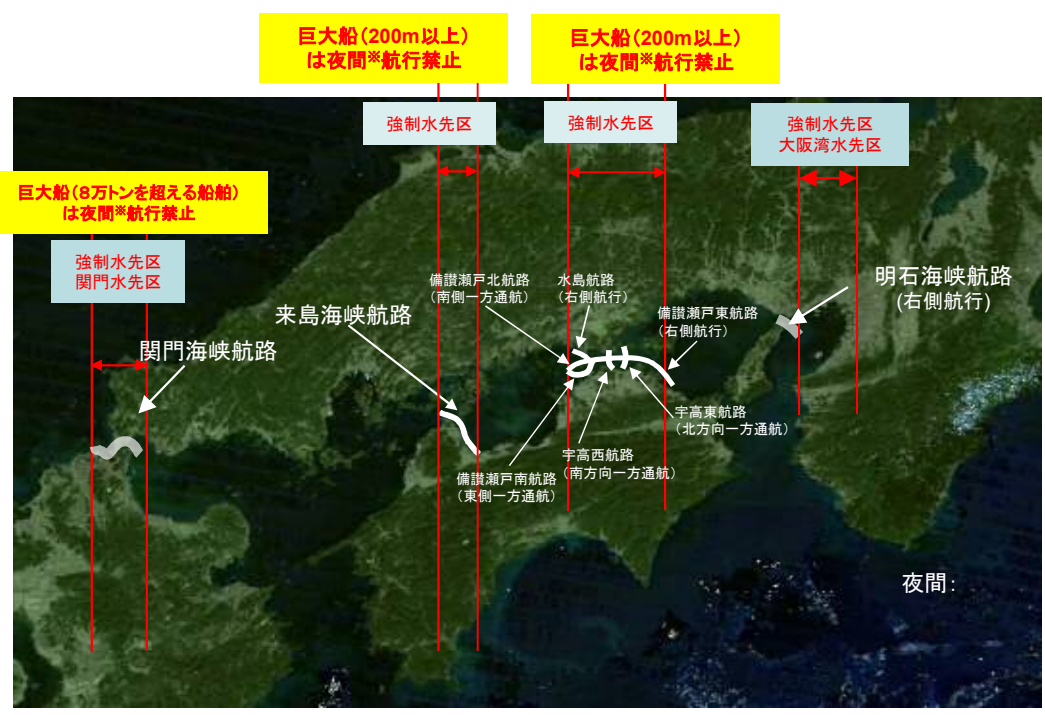 巨大船（200m以上）
は夜間※航行禁止
巨大船（200m以上）
は夜間※航行禁止
強制水先区
強制水先区
強制水先区
大阪湾水先区
巨大船（８万トンを超える船舶）
は夜間※航行禁止
強制水先区
関門水先区
備讃瀬戸北航路
（南側一方通航）
水島航路
（右側航行）
明石海峡航路
(右側航行)
来島海峡航路
備讃瀬戸東航路
（右側航行）
関門海峡航路
宇高東航路
（北方向一方通航）
宇高西航路
（南方向一方通航）
備讃瀬戸南航路
（東側一方通航）
夜間：